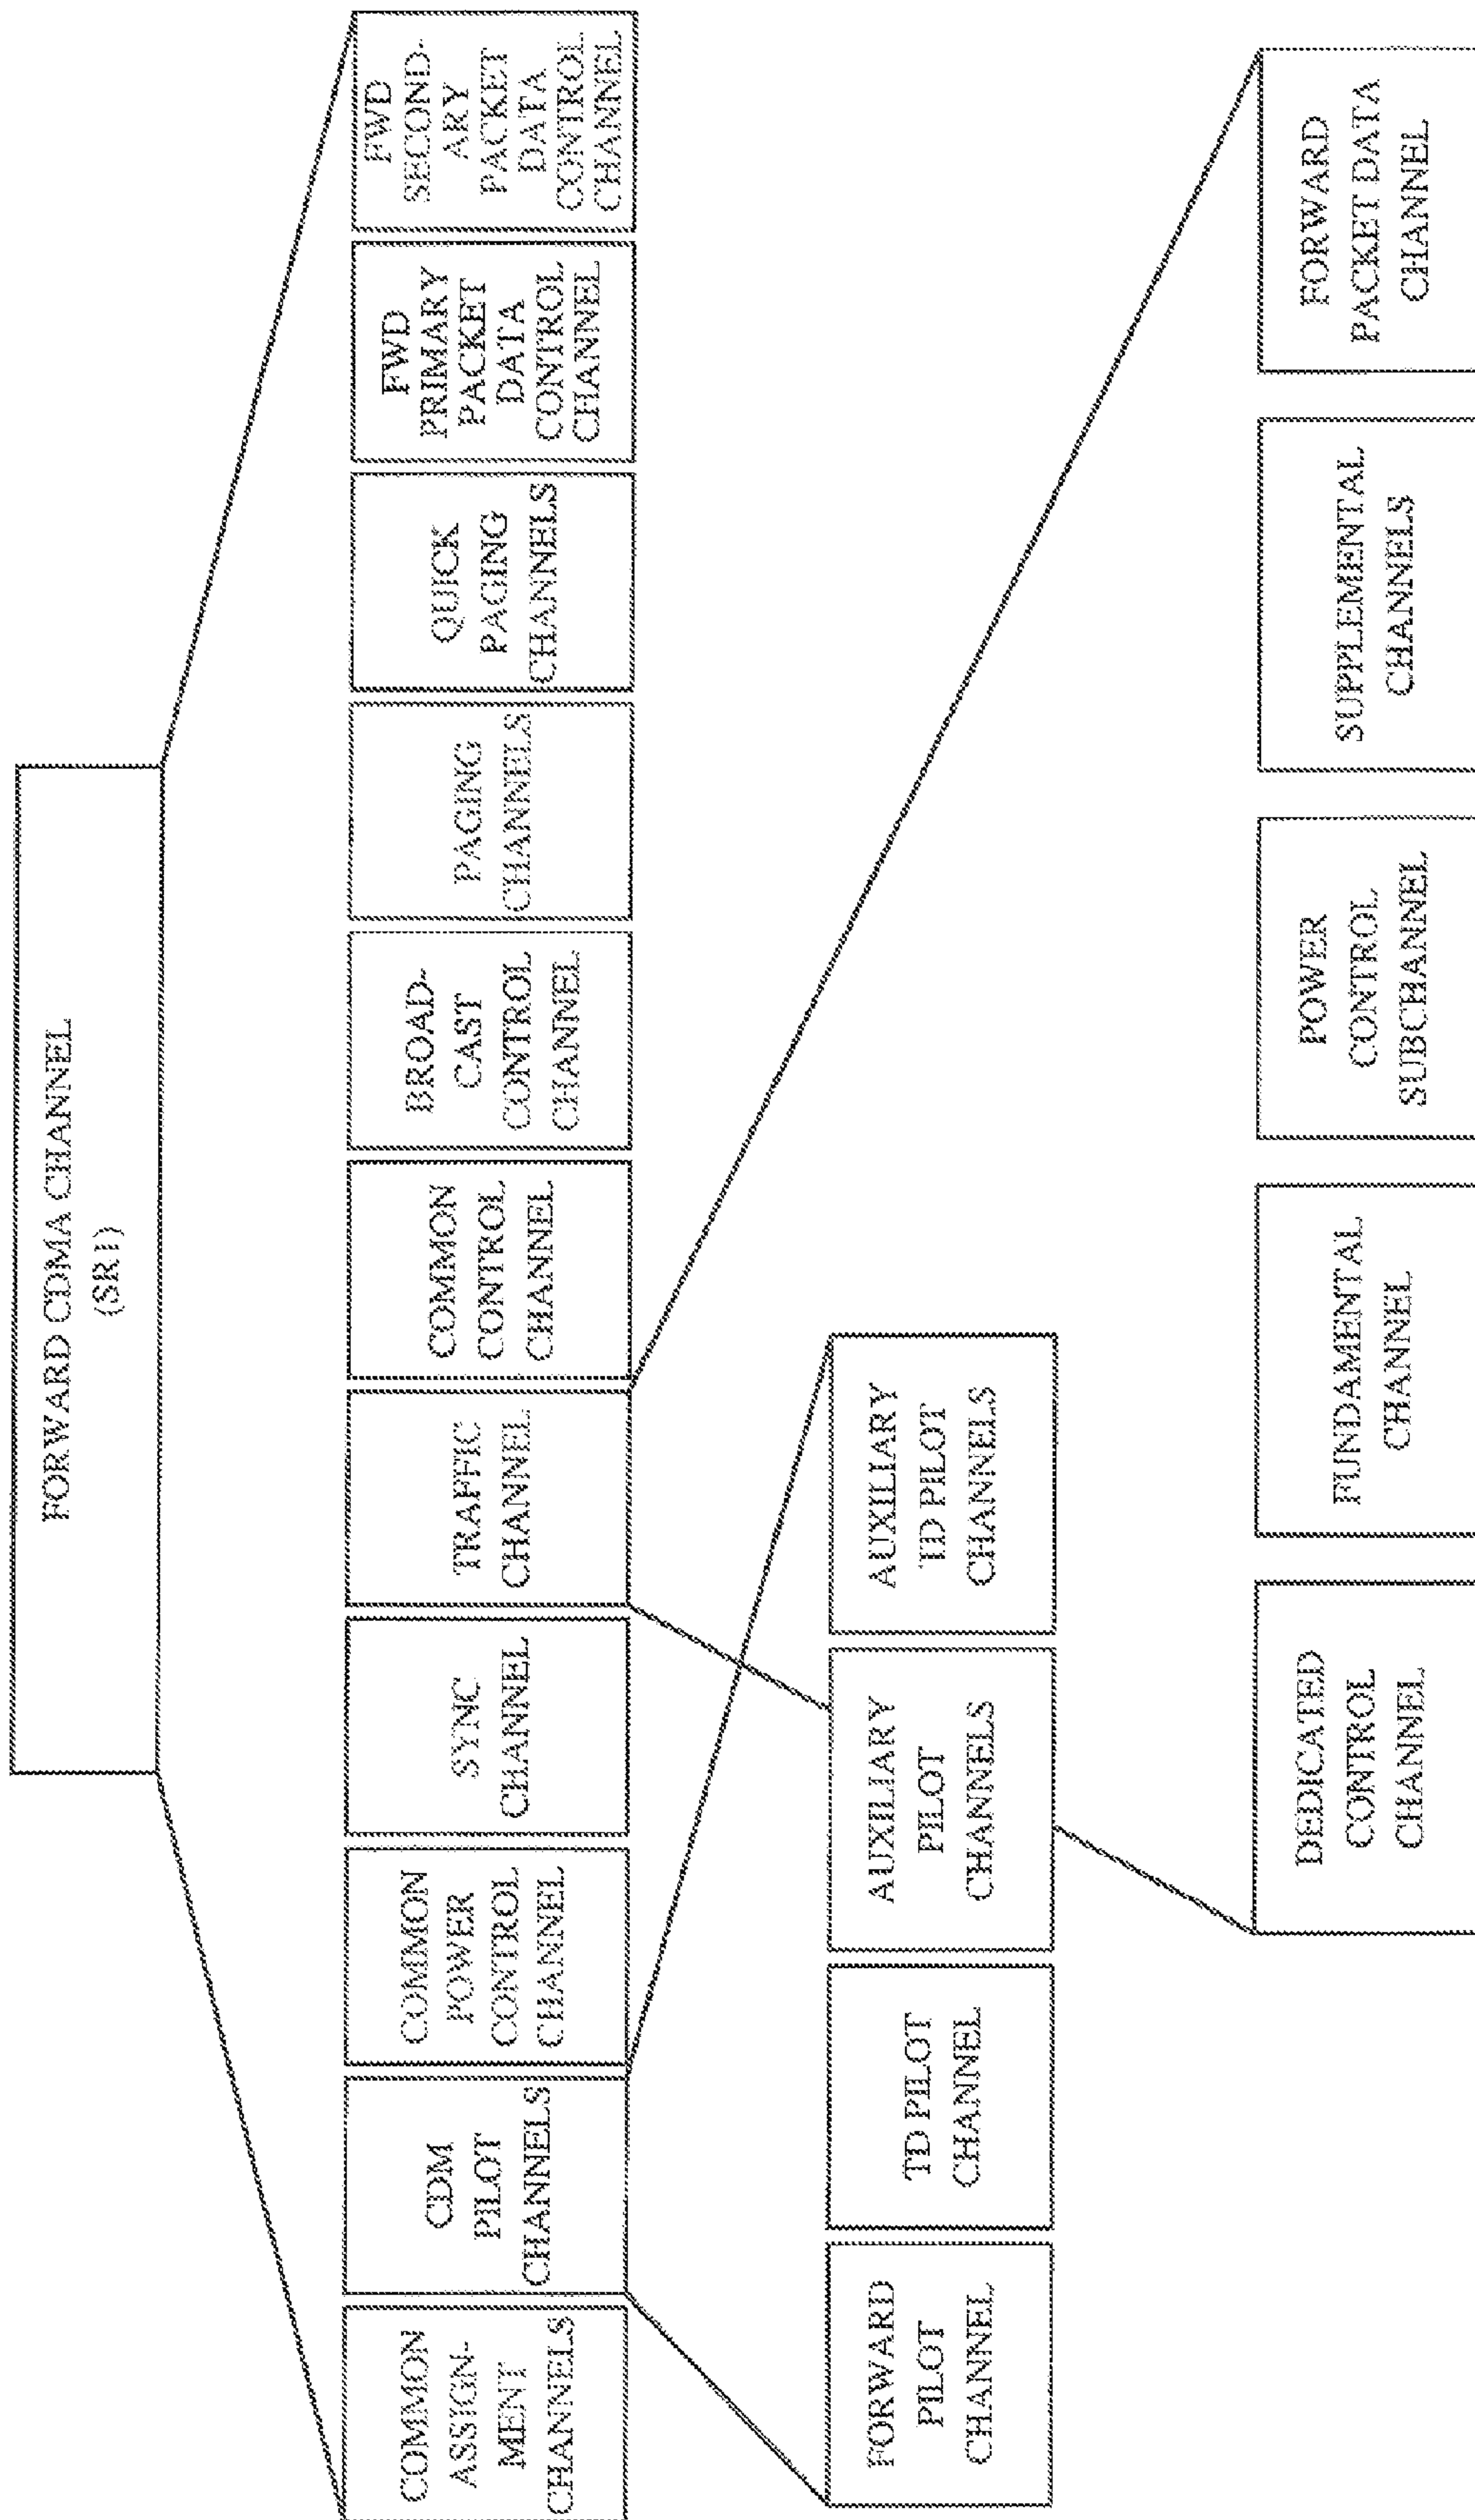 FORWARD CDMA CHANNEL
(SR1)
COMMON
ASSIGN-
MENT
CHANNELS
CDM
PILOT
CHANNELS
COMMON
POWER
CONTROL
CHANNEL
SYNC
CHANNEL
TRAFFIC
CHANNEL
COMMON
CONTROL
CHANNEL
BROAD-
CAST
CONTROL
CHANNEL
PAGING
CHANNELS
QUICK
PAGING
CHANNELS
FWD
PRIMARY
PACKET
DATA
CONTROL
CHANNEL
FWD
SECOND-
ARY
PACKET
DATA
CONTROL
CHANNEL
FORWARD
PILOT
CHANNEL
TD PILOT
CHANNEL
AUXILIARY
PILOT
CHANNELS
AUXILIARY
TD PILOT
CHANNELS
DEDICATED
CONTROL
CHANNEL
FUNDAMENTAL
CHANNEL
POWER
CONTROL
SUBCHANNEL
SUPPLEMENTAL
CHANNELS
FORWARD
PACKET DATA
CHANNEL